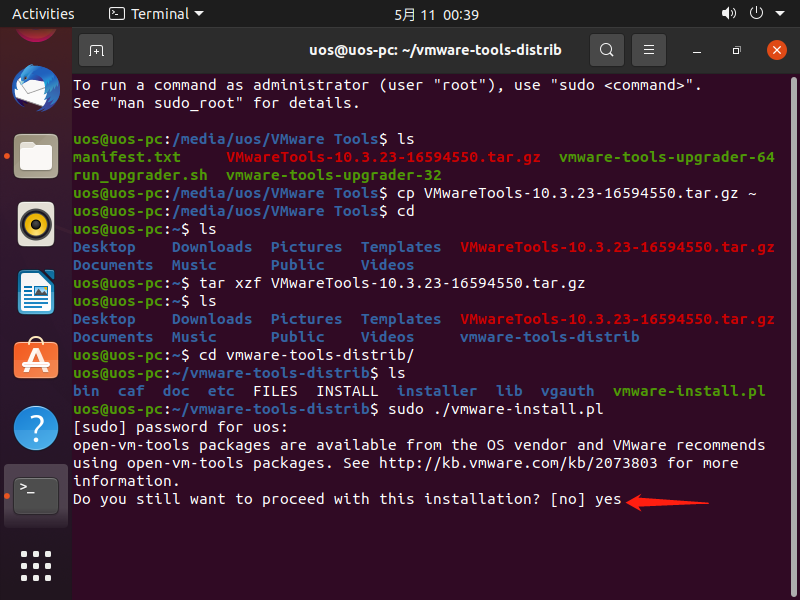 Activities
Terminal
5月 11 00:39
uos@uos-pc: ~/vmware-tools-distrib
To run a command as administrator (user "root"), use "sudo <command>".
See "man sudo_root" for details.
uos@uos-pc:/media/uos/VMware Tools$ ls
manifest.txt     VMwareTools-10.3.23-16594550.tar.gz  vmware-tools-upgrader-64
run_upgrader.sh  vmware-tools-upgrader-32
uos@uos-pc:/media/uos/VMware Tools$ cp VMwareTools-10.3.23-16594550.tar.gz ~
uos@uos-pc:/media/uos/VMware Tools$ cd
uos@uos-pc:~$ ls
Desktop    Downloads  Pictures  Templates  VMwareTools-10.3.23-16594550.tar.gz
Documents  Music      Public    Videos
uos@uos-pc:~$ tar xzf VMwareTools-10.3.23-16594550.tar.gz
uos@uos-pc:~$ ls
Desktop    Downloads  Pictures  Templates  VMwareTools-10.3.23-16594550.tar.gz
Documents  Music      Public    Videos     vmware-tools-distrib
uos@uos-pc:~$ cd vmware-tools-distrib/
uos@uos-pc:~/vmware-tools-distrib$ ls
bin  caf  doc  etc  FILES  INSTALL  installer  lib  vgauth  vmware-install.pl
uos@uos-pc:~/vmware-tools-distrib$ sudo ./vmware-install.pl
[sudo] password for uos:
open-vm-tools packages are available from the OS vendor and VMware recommends
using open-vm-tools packages. See http://kb.vmware.com/kb/2073803 for more
information.
Do you still want to proceed with this installation? [no] yes